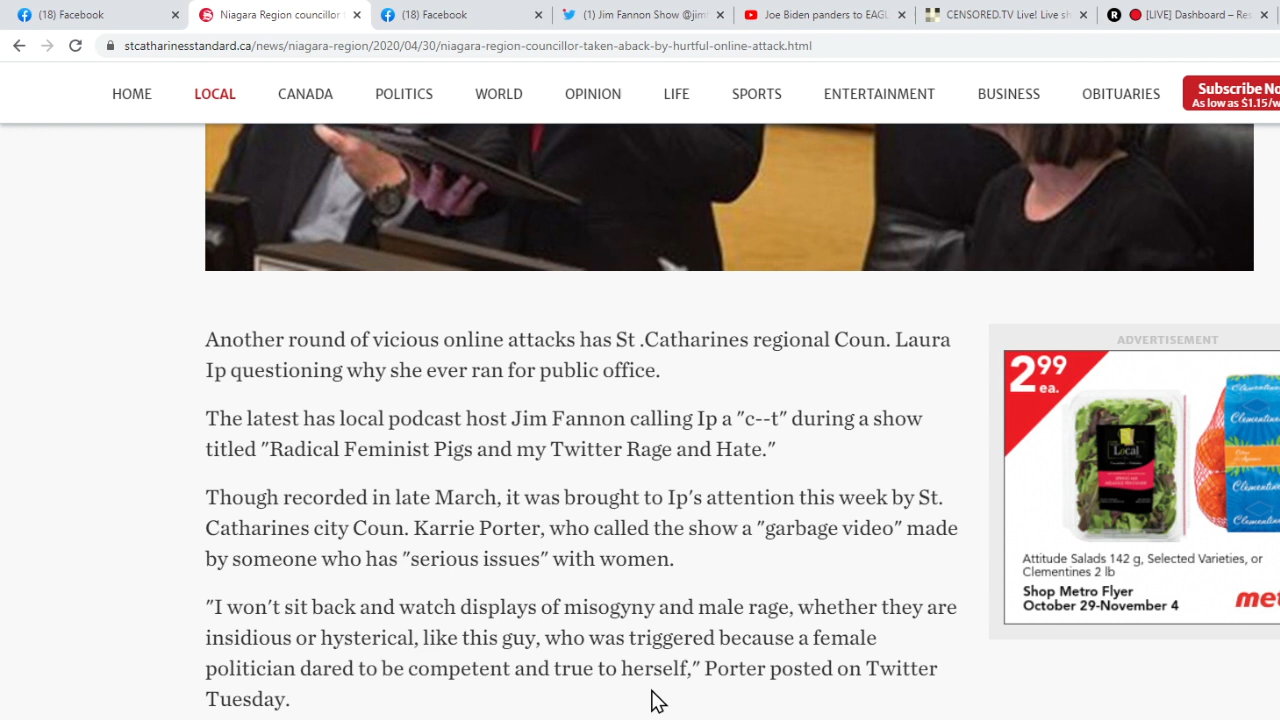 (18) Facebook
Niagara Region councillor
(18) Facebook
(1) Jim Fannon Show @jim
Joe Biden panders to EAGL
CENSORED.TV Live! Live sh
[LIVE] Dashboard – Res
stcatharinesstandard.ca/news/niagara-region/2020/04/30/niagara-region-councillor-taken-aback-by-hurtful-online-attack.html
HOME LOCAL CANADA POLITICS WORLD OPINION LIFE SPORTS ENTERTAINMENT BUSINESS OBITUARIES
Subscribe No
As low as $1.15/w
Another round of vicious online attacks has St .Catharines regional Coun. Laura
Ip questioning why she ever ran for public office.
The latest has local podcast host Jim Fannon calling Ip a "c--t" during a show
titled "Radical Feminist Pigs and my Twitter Rage and Hate."
Though recorded in late March, it was brought to Ip's attention this week by St.
Catharines city Coun. Karrie Porter, who called the show a "garbage video" made
by someone who has "serious issues" with women.
"I won't sit back and watch displays of misogyny and male rage, whether they are
insidious or hysterical, like this guy, who was triggered because a female
politician dared to be competent and true to herself," Porter posted on Twitter
Tuesday.
ADVERTISEMENT
2 99
ea.
Local
Clementines
Clementine
Clementine
Attitude Salads 142 g, Selected Varieties, or
Clementines 2 lb
Shop Metro Flyer
October 29-November 4
met